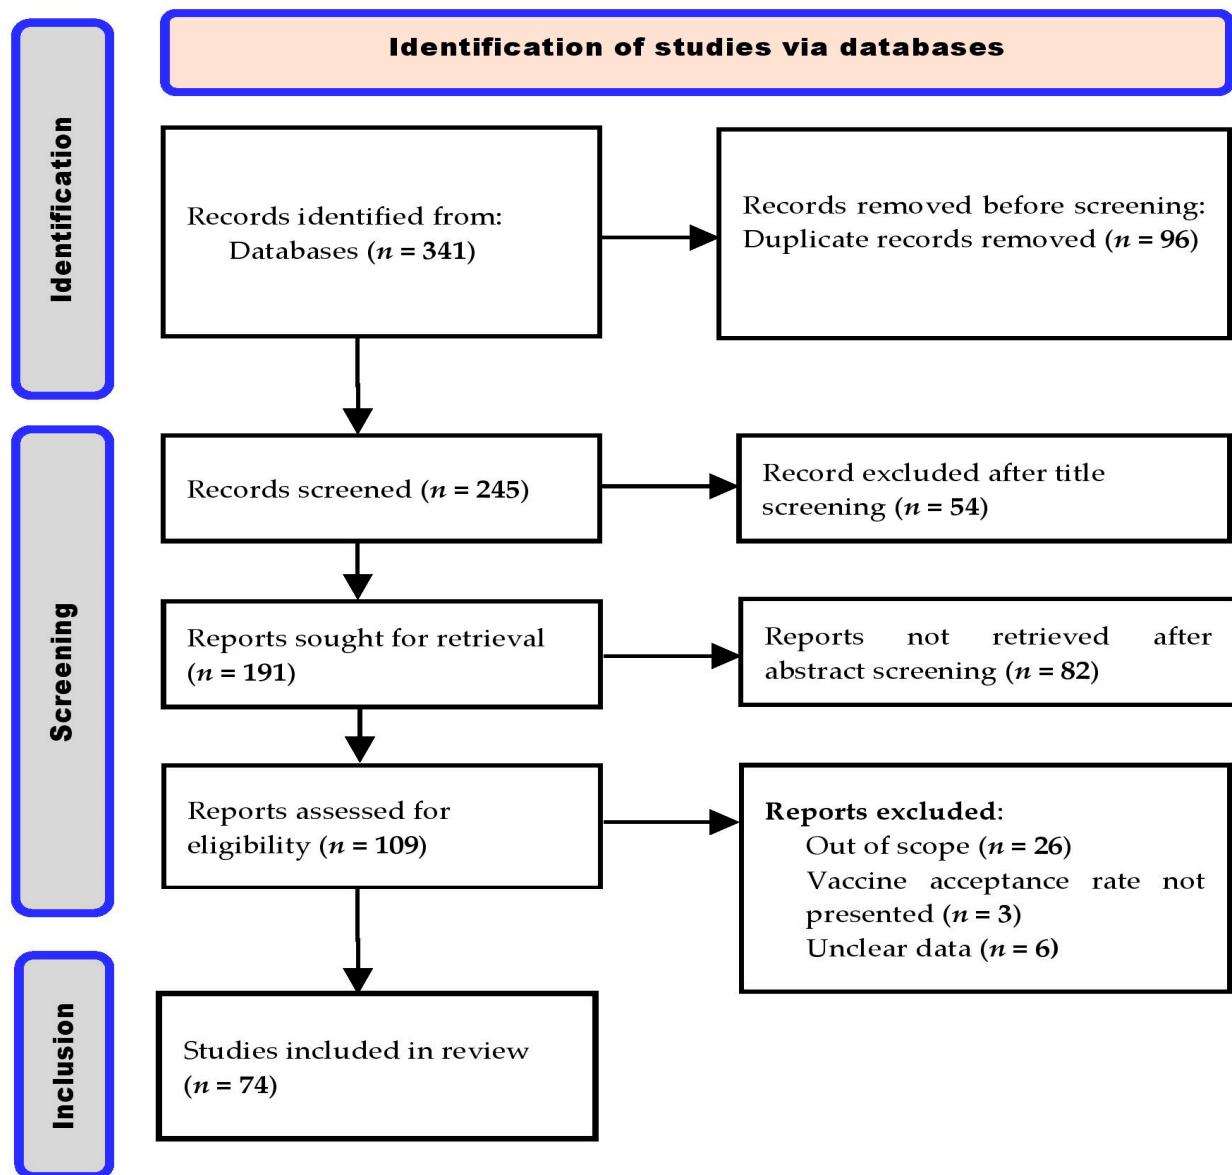 Identification of studies via databases
Identification
Records identified from:
Databases (n = 341)
Records removed before screening:
Duplicate records removed (n = 96)
Screening
Records screened (n = 245)
Record excluded after title
screening (n = 54)
Reports sought for retrieval
(n = 191)
Reports not retrieved after
abstract screening (n = 82)
Reports assessed for
eligibility (n = 109)
Reports excluded:
Out of scope (n = 26)
Vaccine acceptance rate not
presented (n = 3)
Unclear data (n = 6)
Inclusion
Studies included in review
(n = 74)